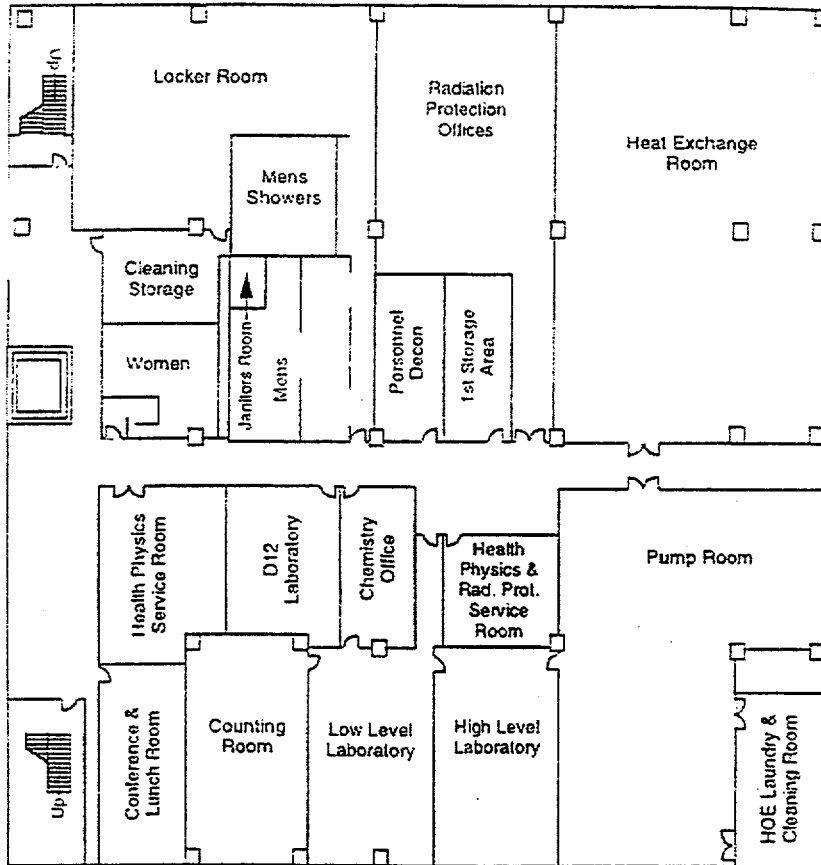 Up
Locker Room
Radiation
Protection
Offices
Heat Exchange
Room
Mens
Showers
Cleaning
Storage
Women
Janitors Room
Mens
Personnel
Decon
1st Storage
Area
Health Physics
Service Room
D12
Laboratory
Chemistry
Office
Health
Physics &
Rad. Prot.
Service
Room
Pump Room
Up
Conference &
Lunch Room
Counting
Room
Low Level
Laboratory
High Level
Laboratory
HOE Laundry &
Cleaning Room